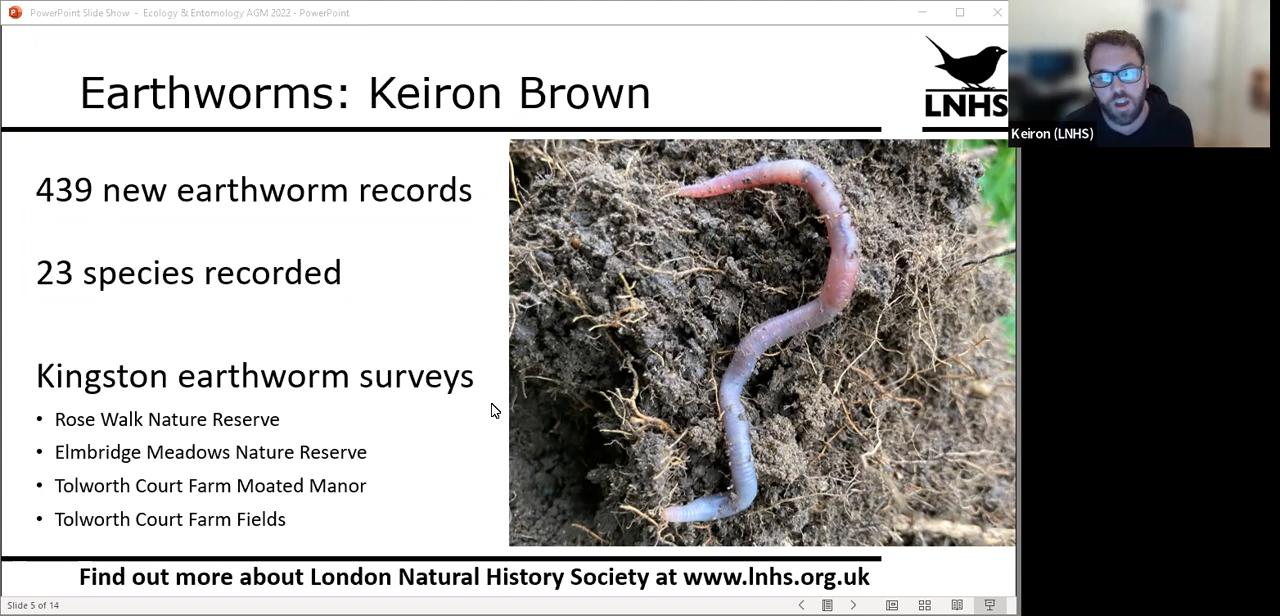 PowerPoint Slide Show - Ecology & Entomology AGM 2022 - PowerPoint
Earthworms: Keiron Brown
LNHS
Keiron (LNHS)
439 new earthworm records
23 species recorded
Kingston earthworm surveys
• Rose Walk Nature Reserve
• Elmbridge Meadows Nature Reserve
• Tolworth Court Farm Moated Manor
• Tolworth Court Farm Fields
Find out more about London Natural History Society at www.lnhs.org.uk
Slide 5 of 14